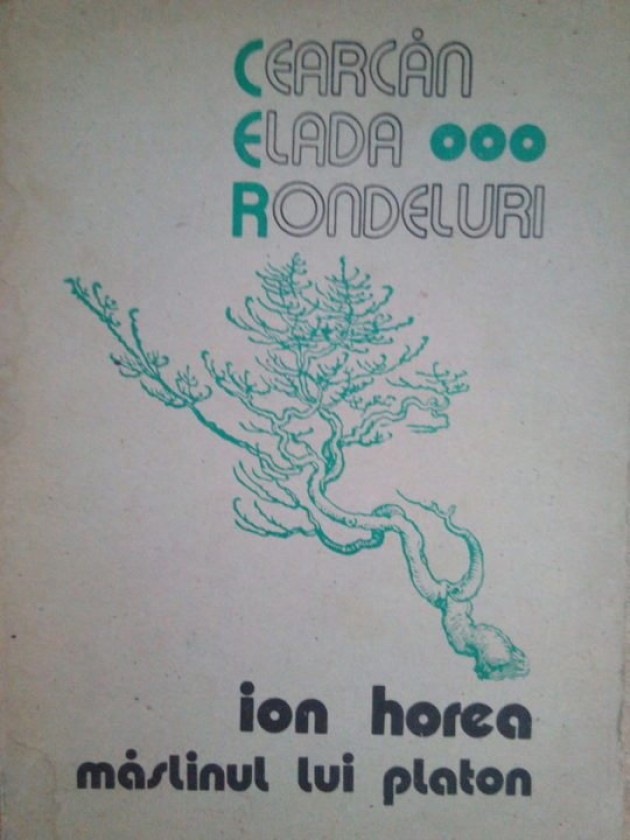 CEARCĂN
ELADA ooo
RONDELURI
ion horea
măslinul lui platon